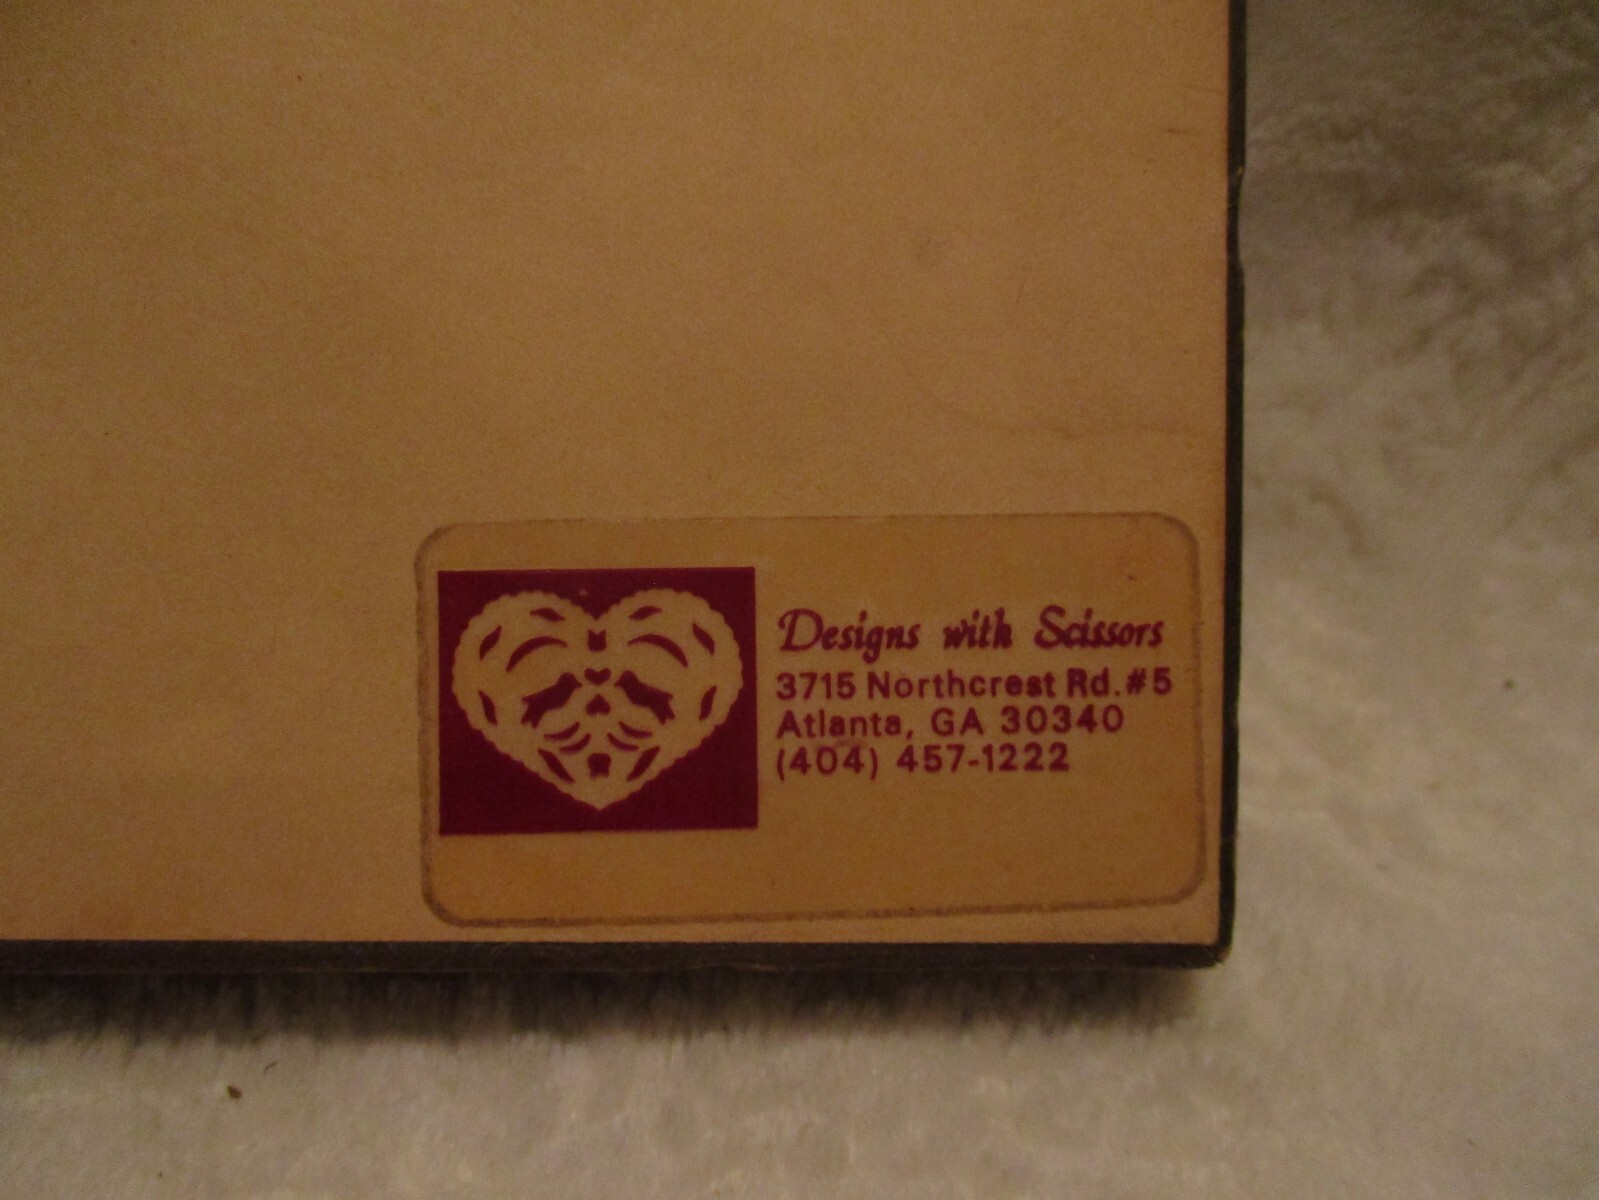 Designs with Scissors
3715 Northcrest Rd. #5
Atlanta, GA 30340
(404) 457-1222